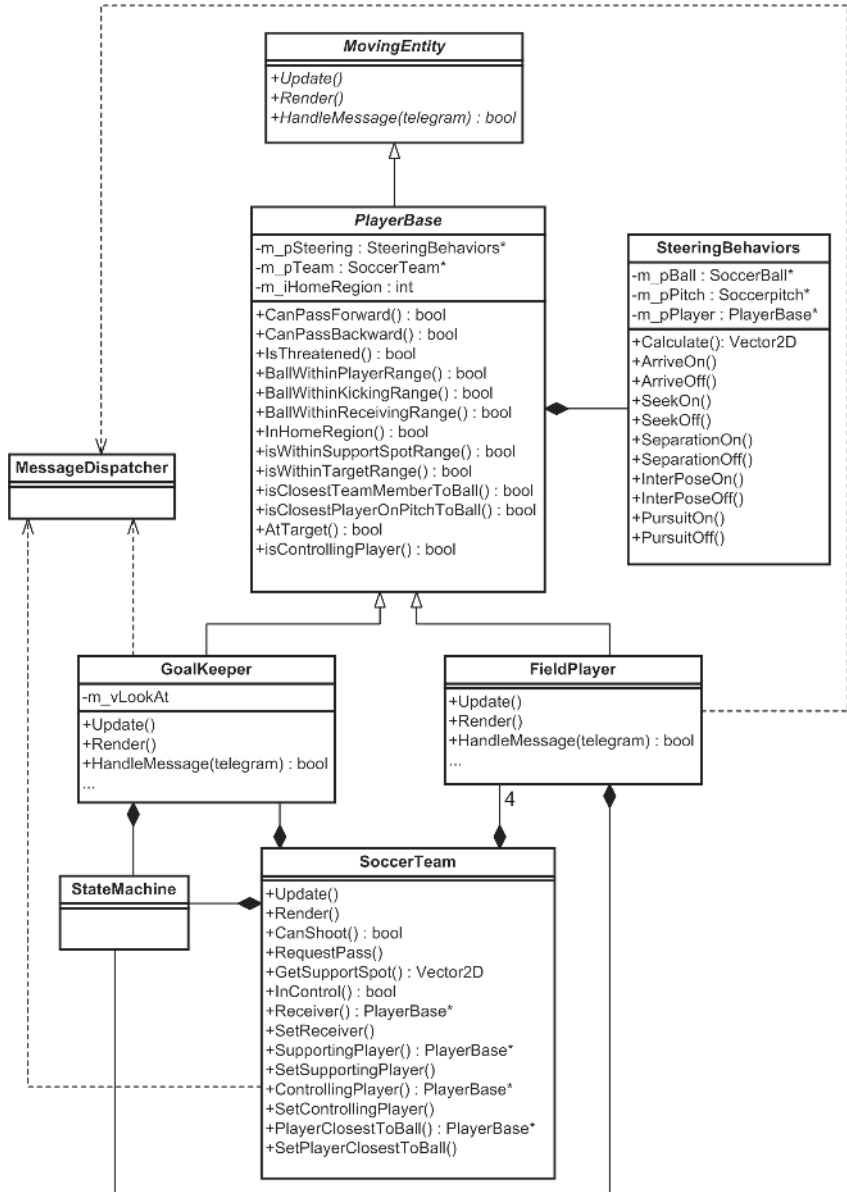 MovingEntity
+Update()
+Render()
+HandleMessage(telegram) : bool
PlayerBase
-m_pSteering : SteeringBehaviors*
-m_pTeam : SoccerTeam*
-m_iHomeRegion : int
+CanPassForward() : bool
+CanPassBackward() : bool
+IsThreatened() : bool
+BallWithinPlayerRange() : bool
+BallWithinKickingRange() : bool
+BallWithinReceivingRange() : bool
+InHomeRegion() : bool
+isWithinSupportSpotRange() : bool
+isWithinTargetRange() : bool
+isClosestTeamMemberToBall() : bool
+isClosestPlayerOnPitchToBall() : bool
+AtTarget() : bool
+isControllingPlayer() : bool
SteeringBehaviors
-m_pBall : SoccerBall*
-m_pPitch : Soccerpitch*
-m_pPlayer : PlayerBase*
+Calculate(): Vector2D
+ArriveOn()
+ArriveOff()
+SeekOn()
+SeekOff()
+SeparationOn()
+SeparationOff()
+InterPoseOn()
+InterPoseOff()
+PursuitOn()
+PursuitOff()
MessageDispatcher
GoalKeeper
-m_vLookAt
+Update()
+Render()
+HandleMessage(telegram) : bool
...
FieldPlayer
+Update()
+Render()
+HandleMessage(telegram) : bool
...
4
StateMachine
SoccerTeam
+Update()
+Render()
+CanShoot() : bool
+RequestPass()
+GetSupportSpot() : Vector2D
+InControl() : bool
+Receiver() : PlayerBase*
+SetReceiver()
+SupportingPlayer() : PlayerBase*
+SetSupportingPlayer()
+ControllingPlayer() : PlayerBase*
+SetControllingPlayer()
+PlayerClosestToBall() : PlayerBase*
+SetPlayerClosestToBall()